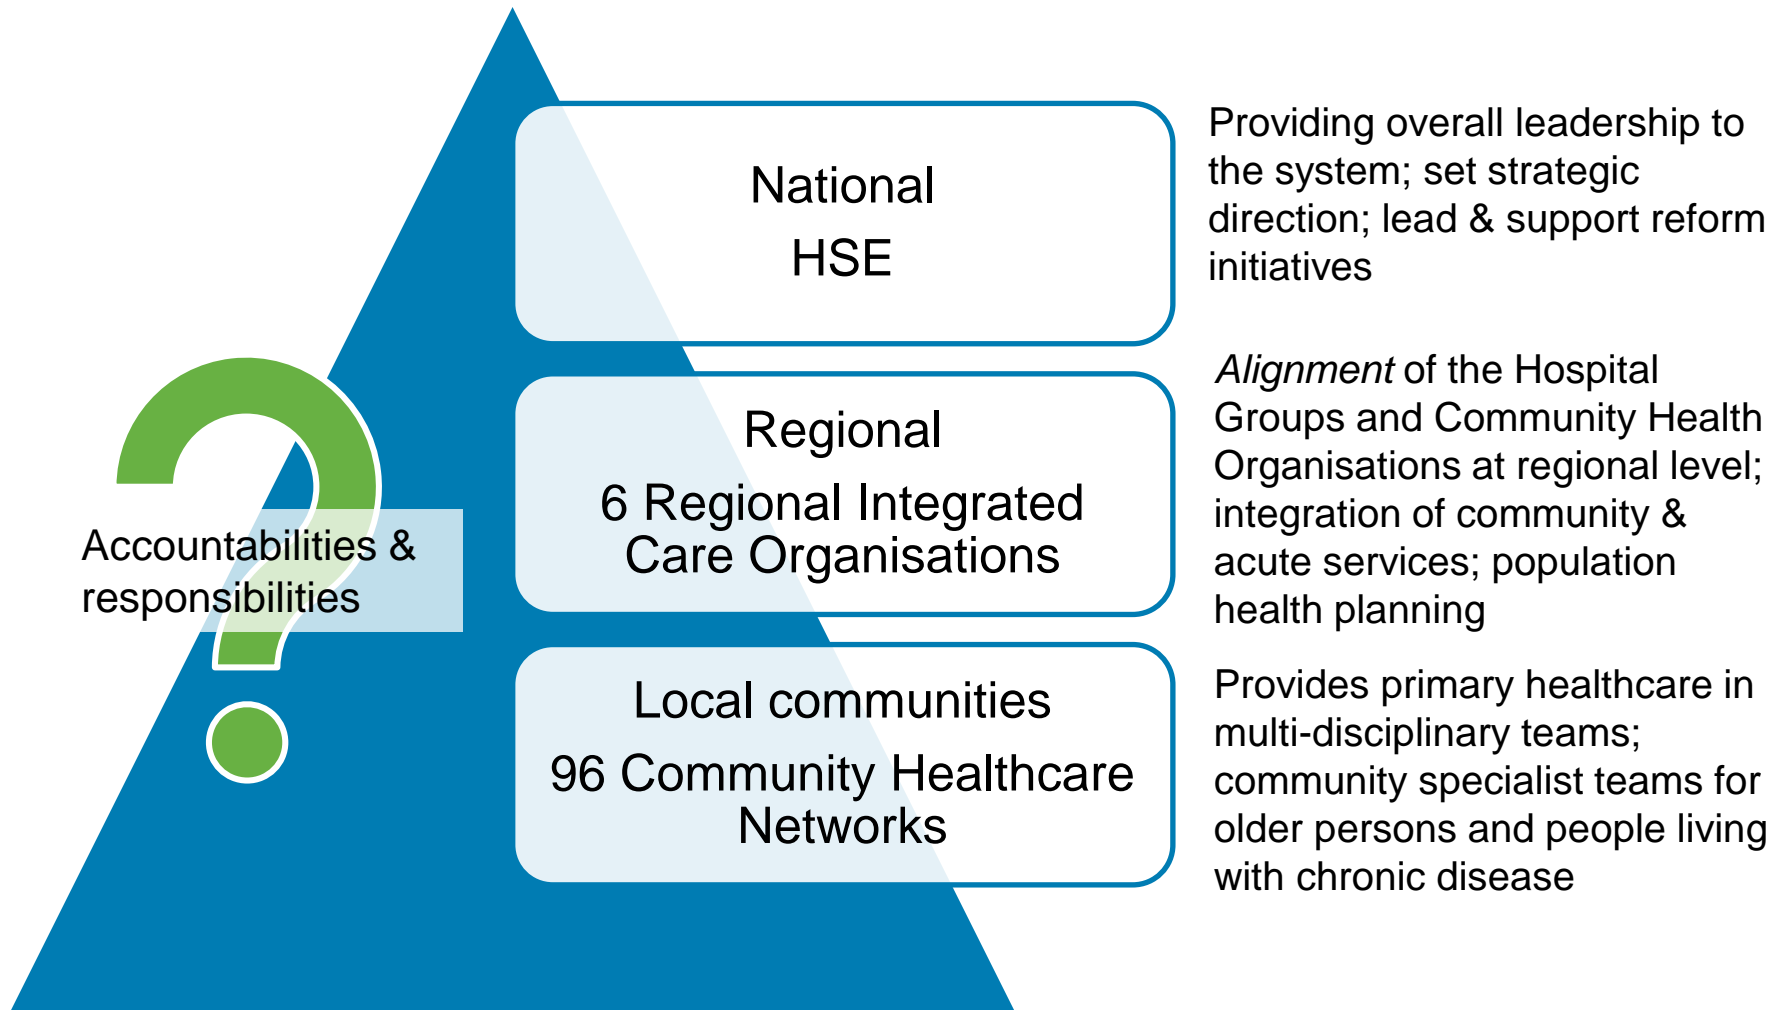 National
HSE
Providing overall leadership to
the system; set strategic
direction; lead & support reform
initiatives
Regional
6 Regional Integrated
Care Organisations
Alignment of the Hospital
Groups and Community Health
Organisations at regional level;
integration of community &
acute services; population
health planning
Accountabilities &
responsibilities
Local communities
96 Community Healthcare
Networks
Provides primary healthcare in
multi-disciplinary teams;
community specialist teams for
older persons and people living
with chronic disease
?